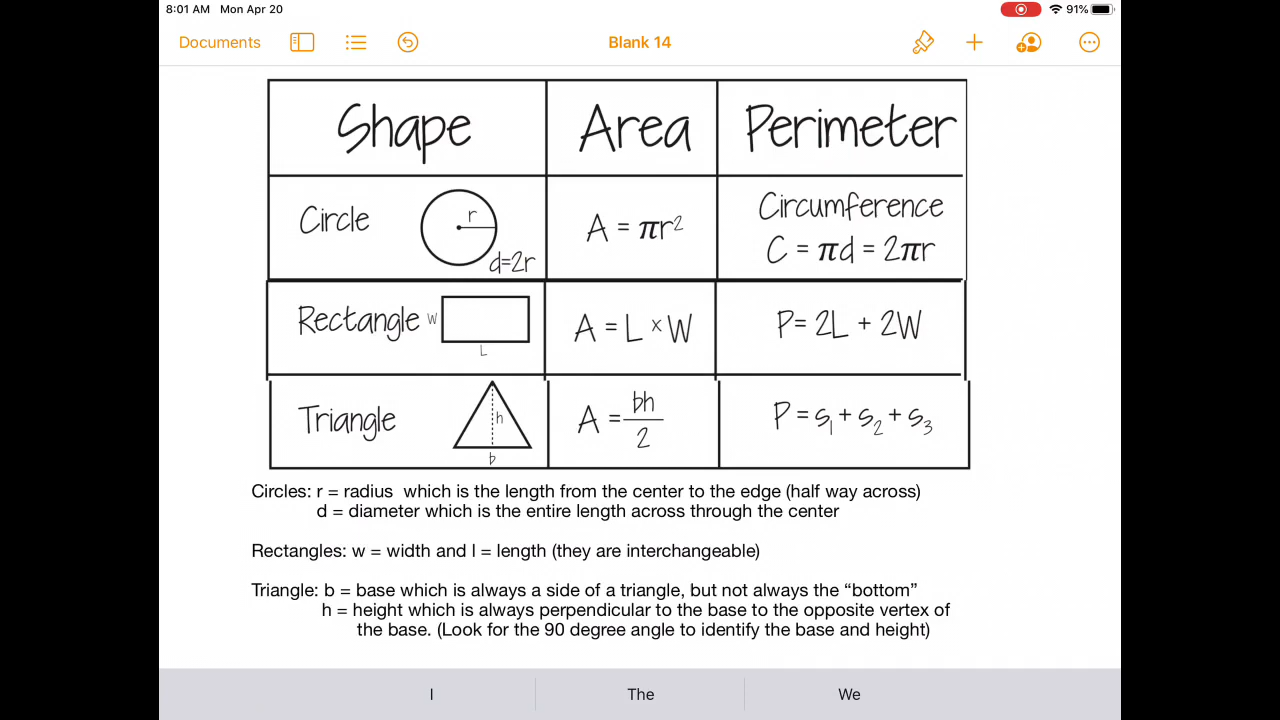 8:01 AM Mon Apr 20
91%
Documents
Blank 14
Shape Area Perimeter
Circle r d=2r
A = πr²
Circumference
C = πd = 2πr
Rectangle W L
A = L × W
P= 2L + 2W
Triangle h b
A = bh/2
P = s₁ + s₂ + s₃
Circles: r = radius which is the length from the center to the edge (half way across)
d = diameter which is the entire length across through the center
Rectangles: w = width and l = length (they are interchangeable)
Triangle: b = base which is always a side of a triangle, but not always the “bottom”
h = height which is always perpendicular to the base to the opposite vertex of
the base. (Look for the 90 degree angle to identify the base and height)
I The We